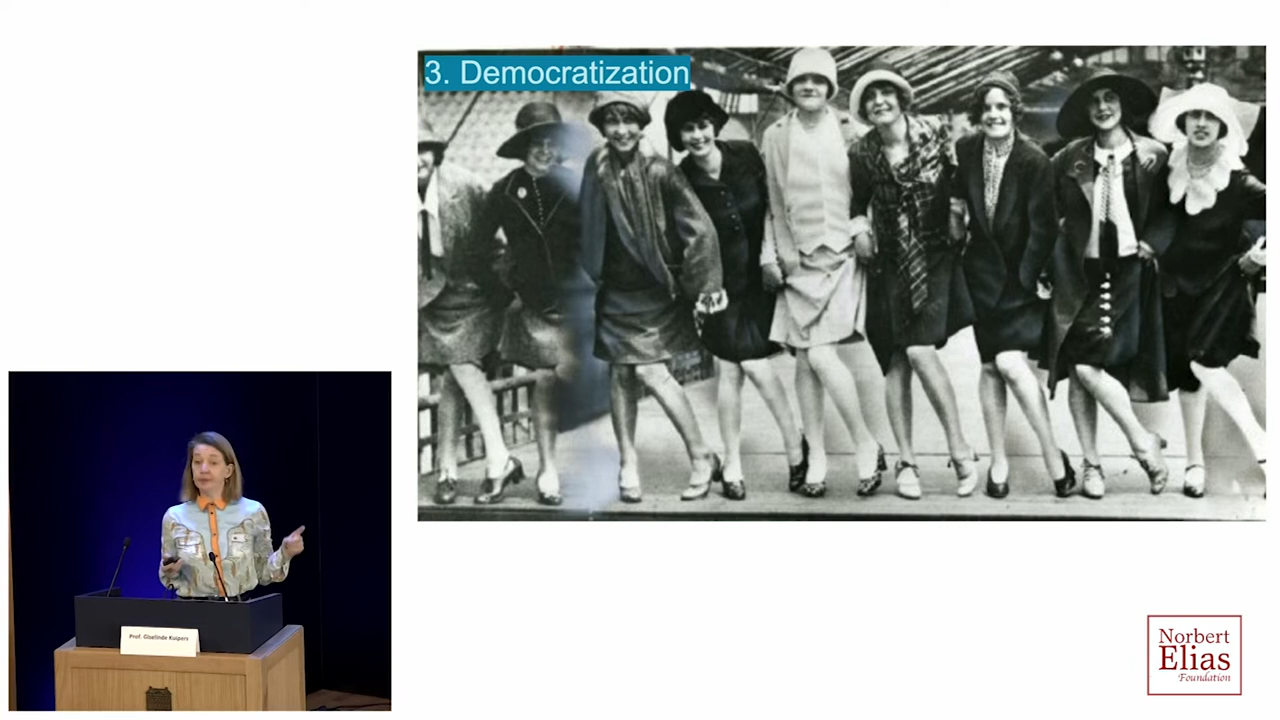 3. Democratization
Prof. Giselinde Kuipers
Norbert
Elias
Foundation